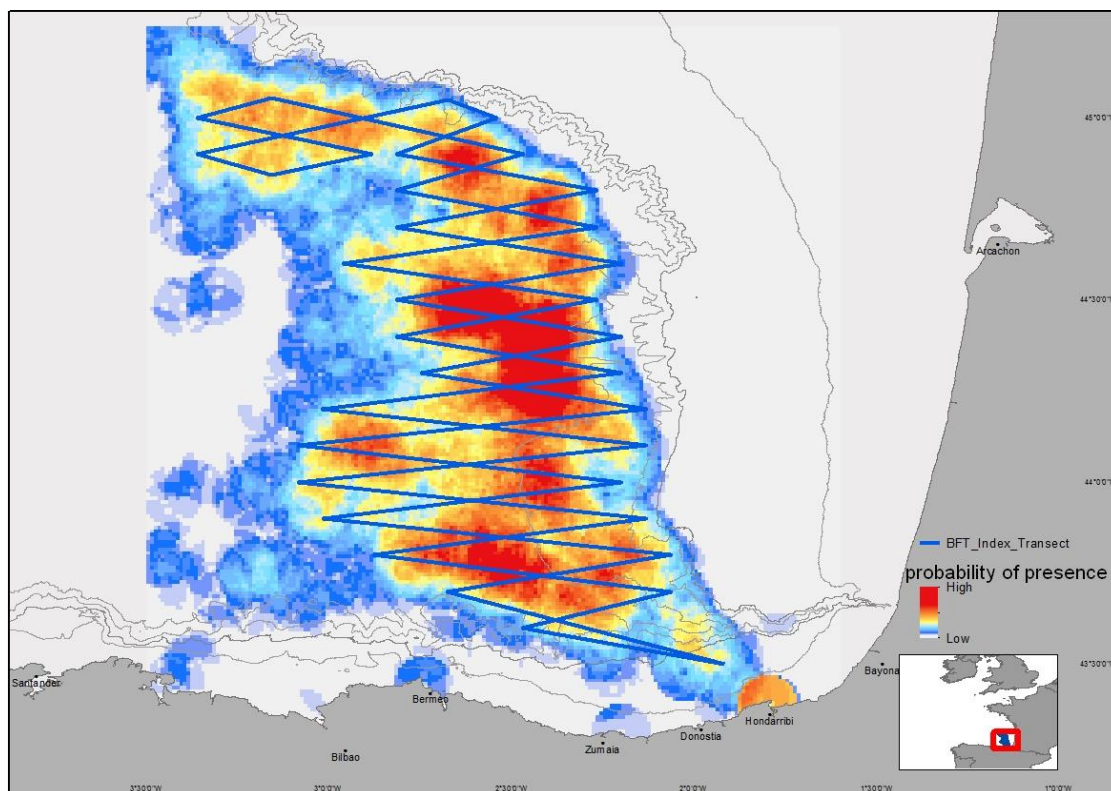 46°0'0"N
Arcachon
44°30'0"N
44°0'0"N
BFT_Index_Transect
probability of presence
High
Low
43°30'0"N
Bayona
Santander
Bermeo
Hondarribi
Donostia
Zumaia
Bilbao
3°30'0"W
3°0'0"W
2°30'0"W
2°0'0"W
1°30'0"W
1°0'0"W